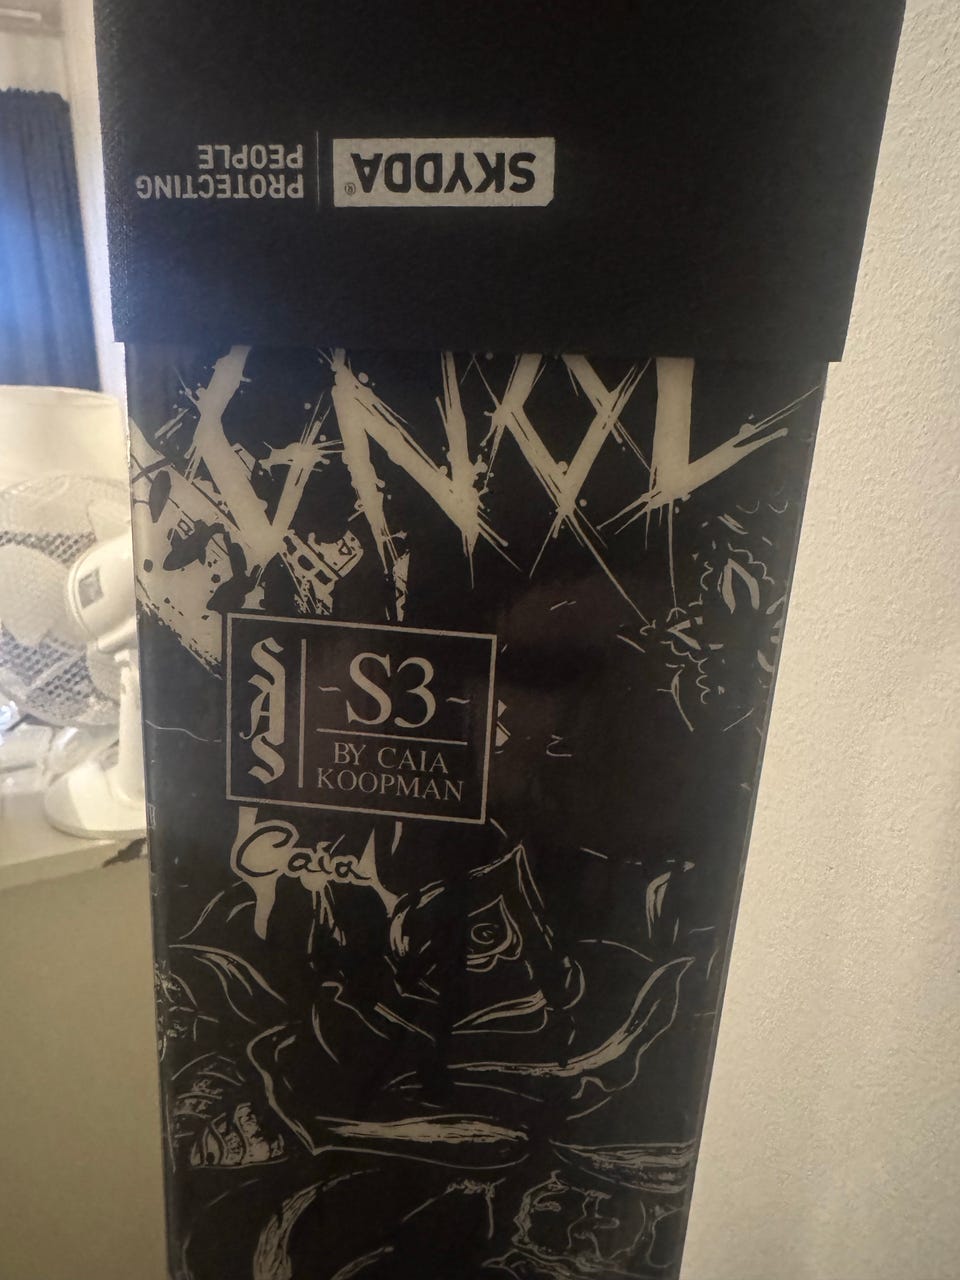 SKYDDA®
PROTECTING
PEOPLE
SAS
-S3-
BY CAIA
KOOPMAN
Caia